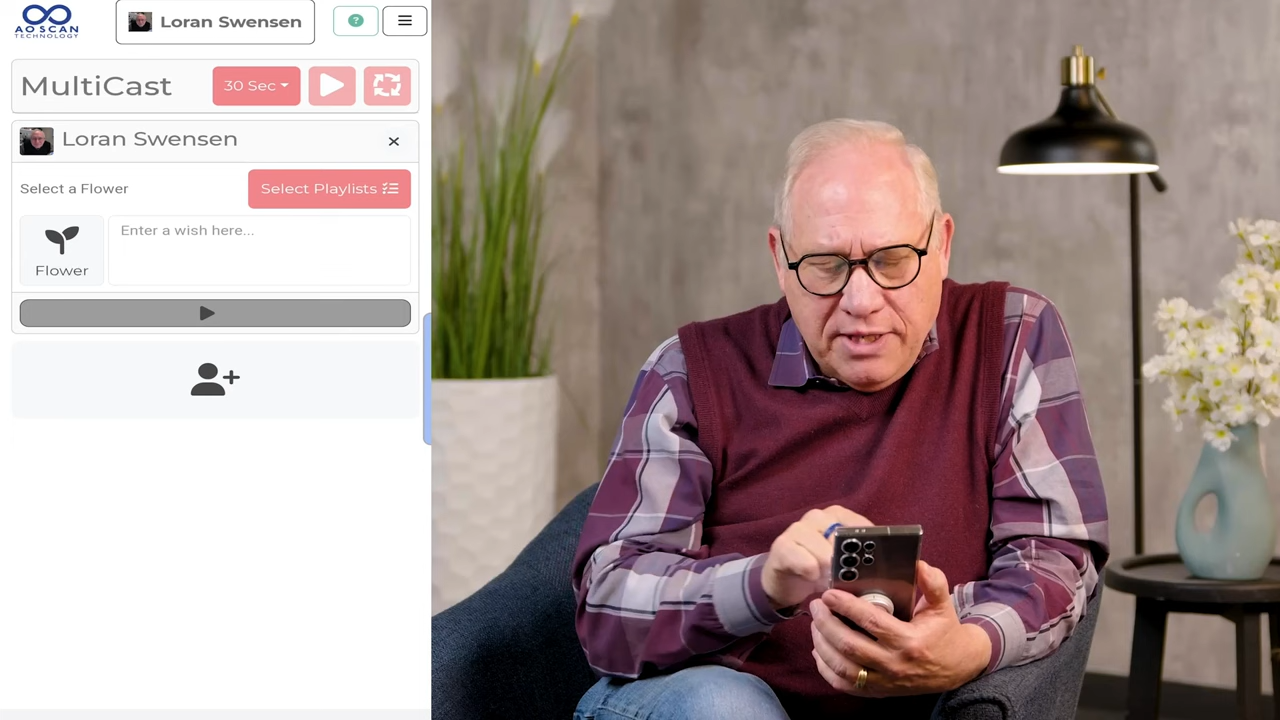 AO SCAN
TECHNOLOGY
Loran Swensen
?
MultiCast
30 Sec
Loran Swensen
Select a Flower
Select Playlists
Flower
Enter a wish here...